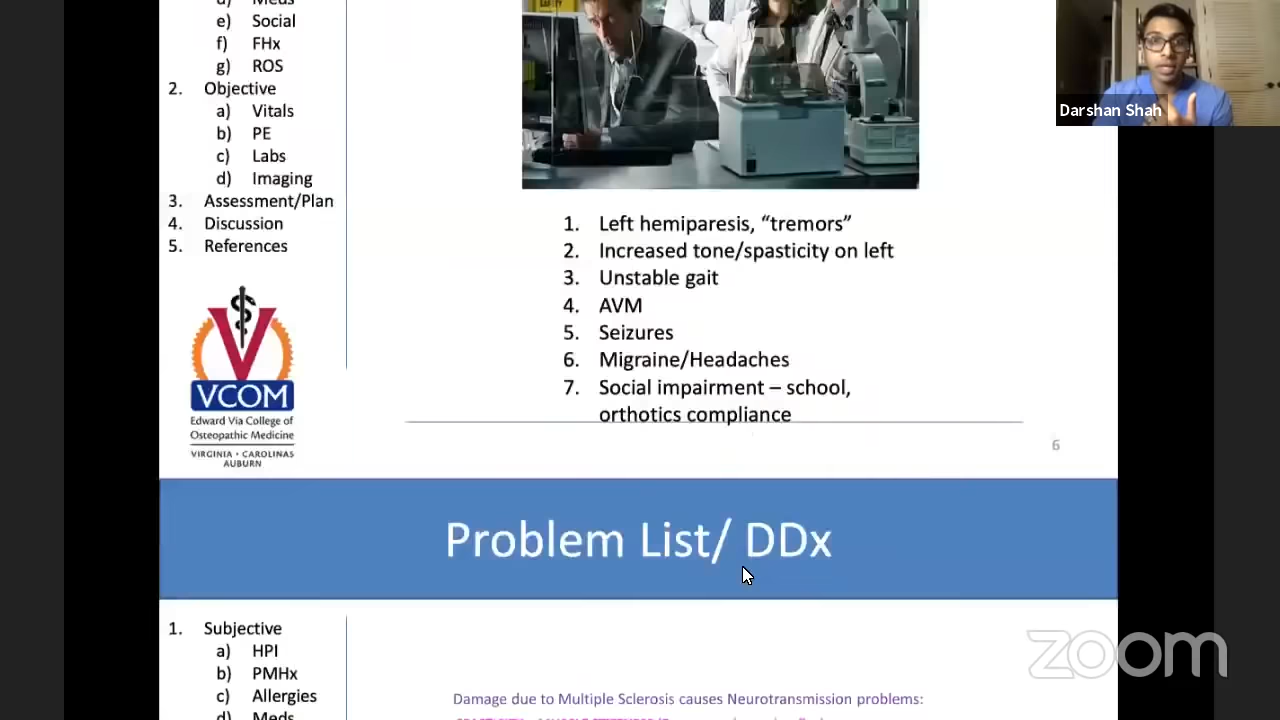 e) Social
f) FHx
g) ROS
2. Objective
a) Vitals
b) PE
c) Labs
d) Imaging
3. Assessment/Plan
4. Discussion
5. References
VCOM
Edward Via College of
Osteopathic Medicine
VIRGINIA • CAROLINAS
AUBURN
1. Left hemiparesis, “tremors”
2. Increased tone/spasticity on left
3. Unstable gait
4. AVM
5. Seizures
6. Migraine/Headaches
7. Social impairment – school,
orthotics compliance
6
Darshan Shah
Problem List/ DDx
1. Subjective
a) HPI
b) PMHx
c) Allergies
d) Meds
Damage due to Multiple Sclerosis causes Neurotransmission problems:
zoom